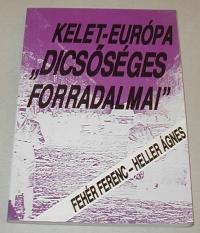 KELET-EURÓPA
„DICSŐSÉGES
FORRADALMAI”
FEHÉR FERENC – HELLER ÁGNES